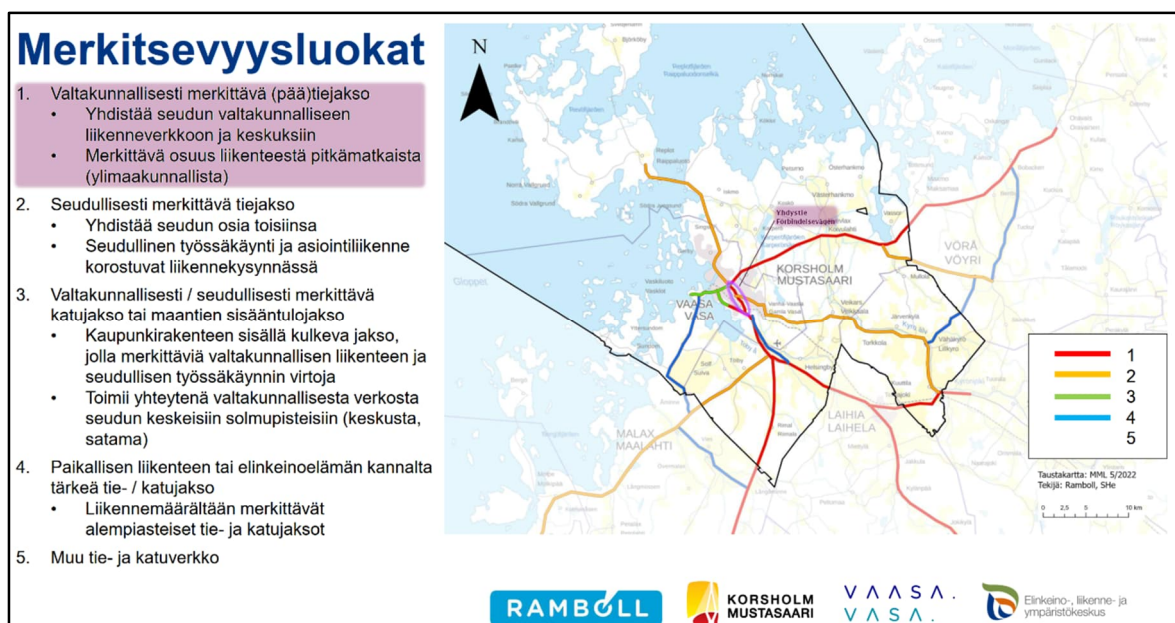 Merkitsevyysluokat
1. Valtakunnallisesti merkittävä (pää)tiejakso
• Yhdistää seudun valtakunnalliseen
liikenneverkkoon ja keskuksiin
• Merkittävä osuus liikenteestä pitkämatkaista
(ylimaakunnallista)
2. Seudullisesti merkittävä tiejakso
• Yhdistää seudun osia toisiinsa
• Seudullinen työssäkäynti ja asiointiliikenne
korostuvat liikennekysynnässä
3. Valtakunnallisesti / seudullisesti merkittävä
katujakso tai maantien sisääntulojakso
• Kaupunkirakenteen sisällä kulkeva jakso,
jolla merkittäviä valtakunnallisen liikenteen ja
seudullisen työssäkäynnin virtoja
• Toimii yhteytenä valtakunnallisesta verkosta
seudun keskeisiin solmupisteisiin (keskusta,
satama)
4. Paikallisen liikenteen tai elinkeinoelämän kannalta
tärkeä tie- / katujakso
• Liikennemäärältään merkittävät
alempiasteiset tie- ja katujaksot
5. Muu tie- ja katuverkko
N
Yhdystie
Förbindelsevägen
VÖRÅ
VÖYRI
KORSHOLM
MUSTASAARI
VAASA
VASA
Gloppet
Helsingby
LAIHIA
LAIHELA
MALAX
MAALAHTI
1
2
3
4
5
Taustakartta: MML 5/2022
Tekijä: Ramboll, SHe
0 2,5 5 10 km
RAMBOLL
KORSHOLM
MUSTASAARI
VAASA.
VASA.
Elinkeino-, liikenne- ja
ympäristökeskus